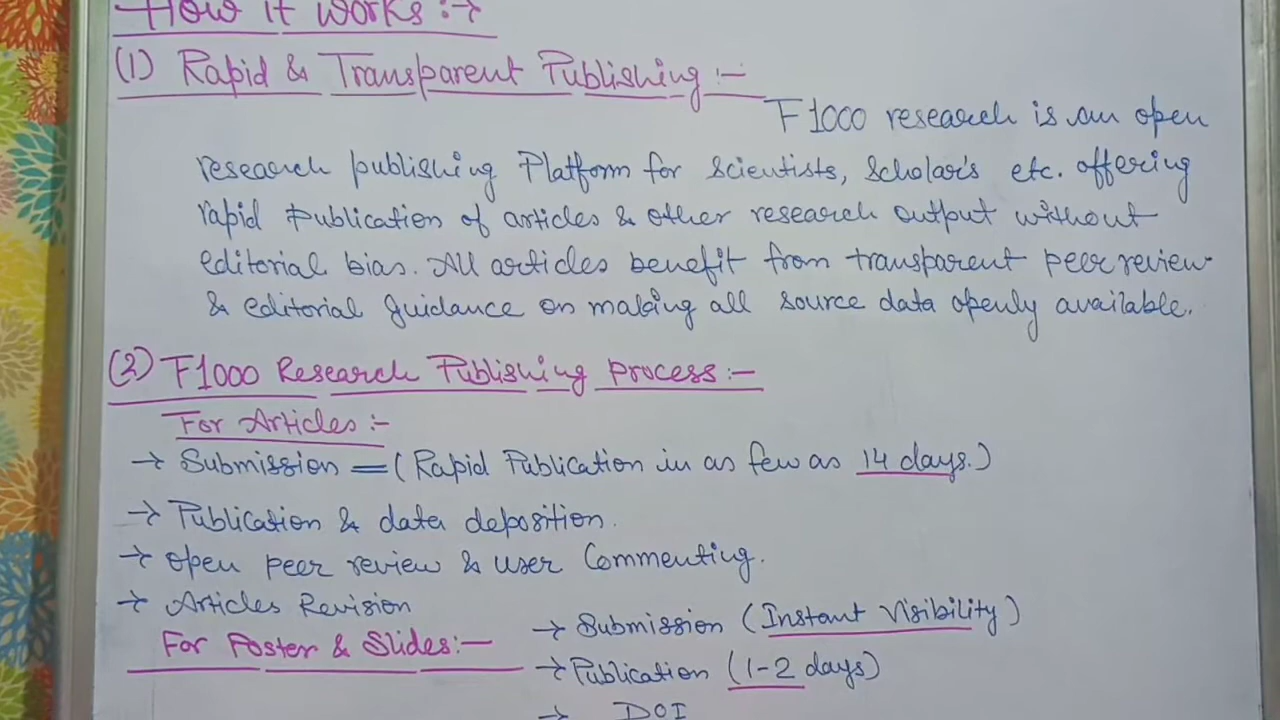 How it works :→
(1) Rapid & Transparent Publishing :-
F1000 research is an open
research publishing Platform for scientists, scholar's etc. offering
rapid publication of articles & other research output without
editorial bias. All articles benefit from transparent peer review
& editorial guidance on making all source data openly available.
(2) F1000 Research Publishing process :-
For Articles :-
→ Submission = (Rapid Publication in as few as 14 days.)
→ Publication & data deposition.
→ open peer review & user Commenting.
→ Articles Revision
For Poster & Slides :-
→ Submission (Instant Visibility)
→ Publication (1-2 days)
→ DOI